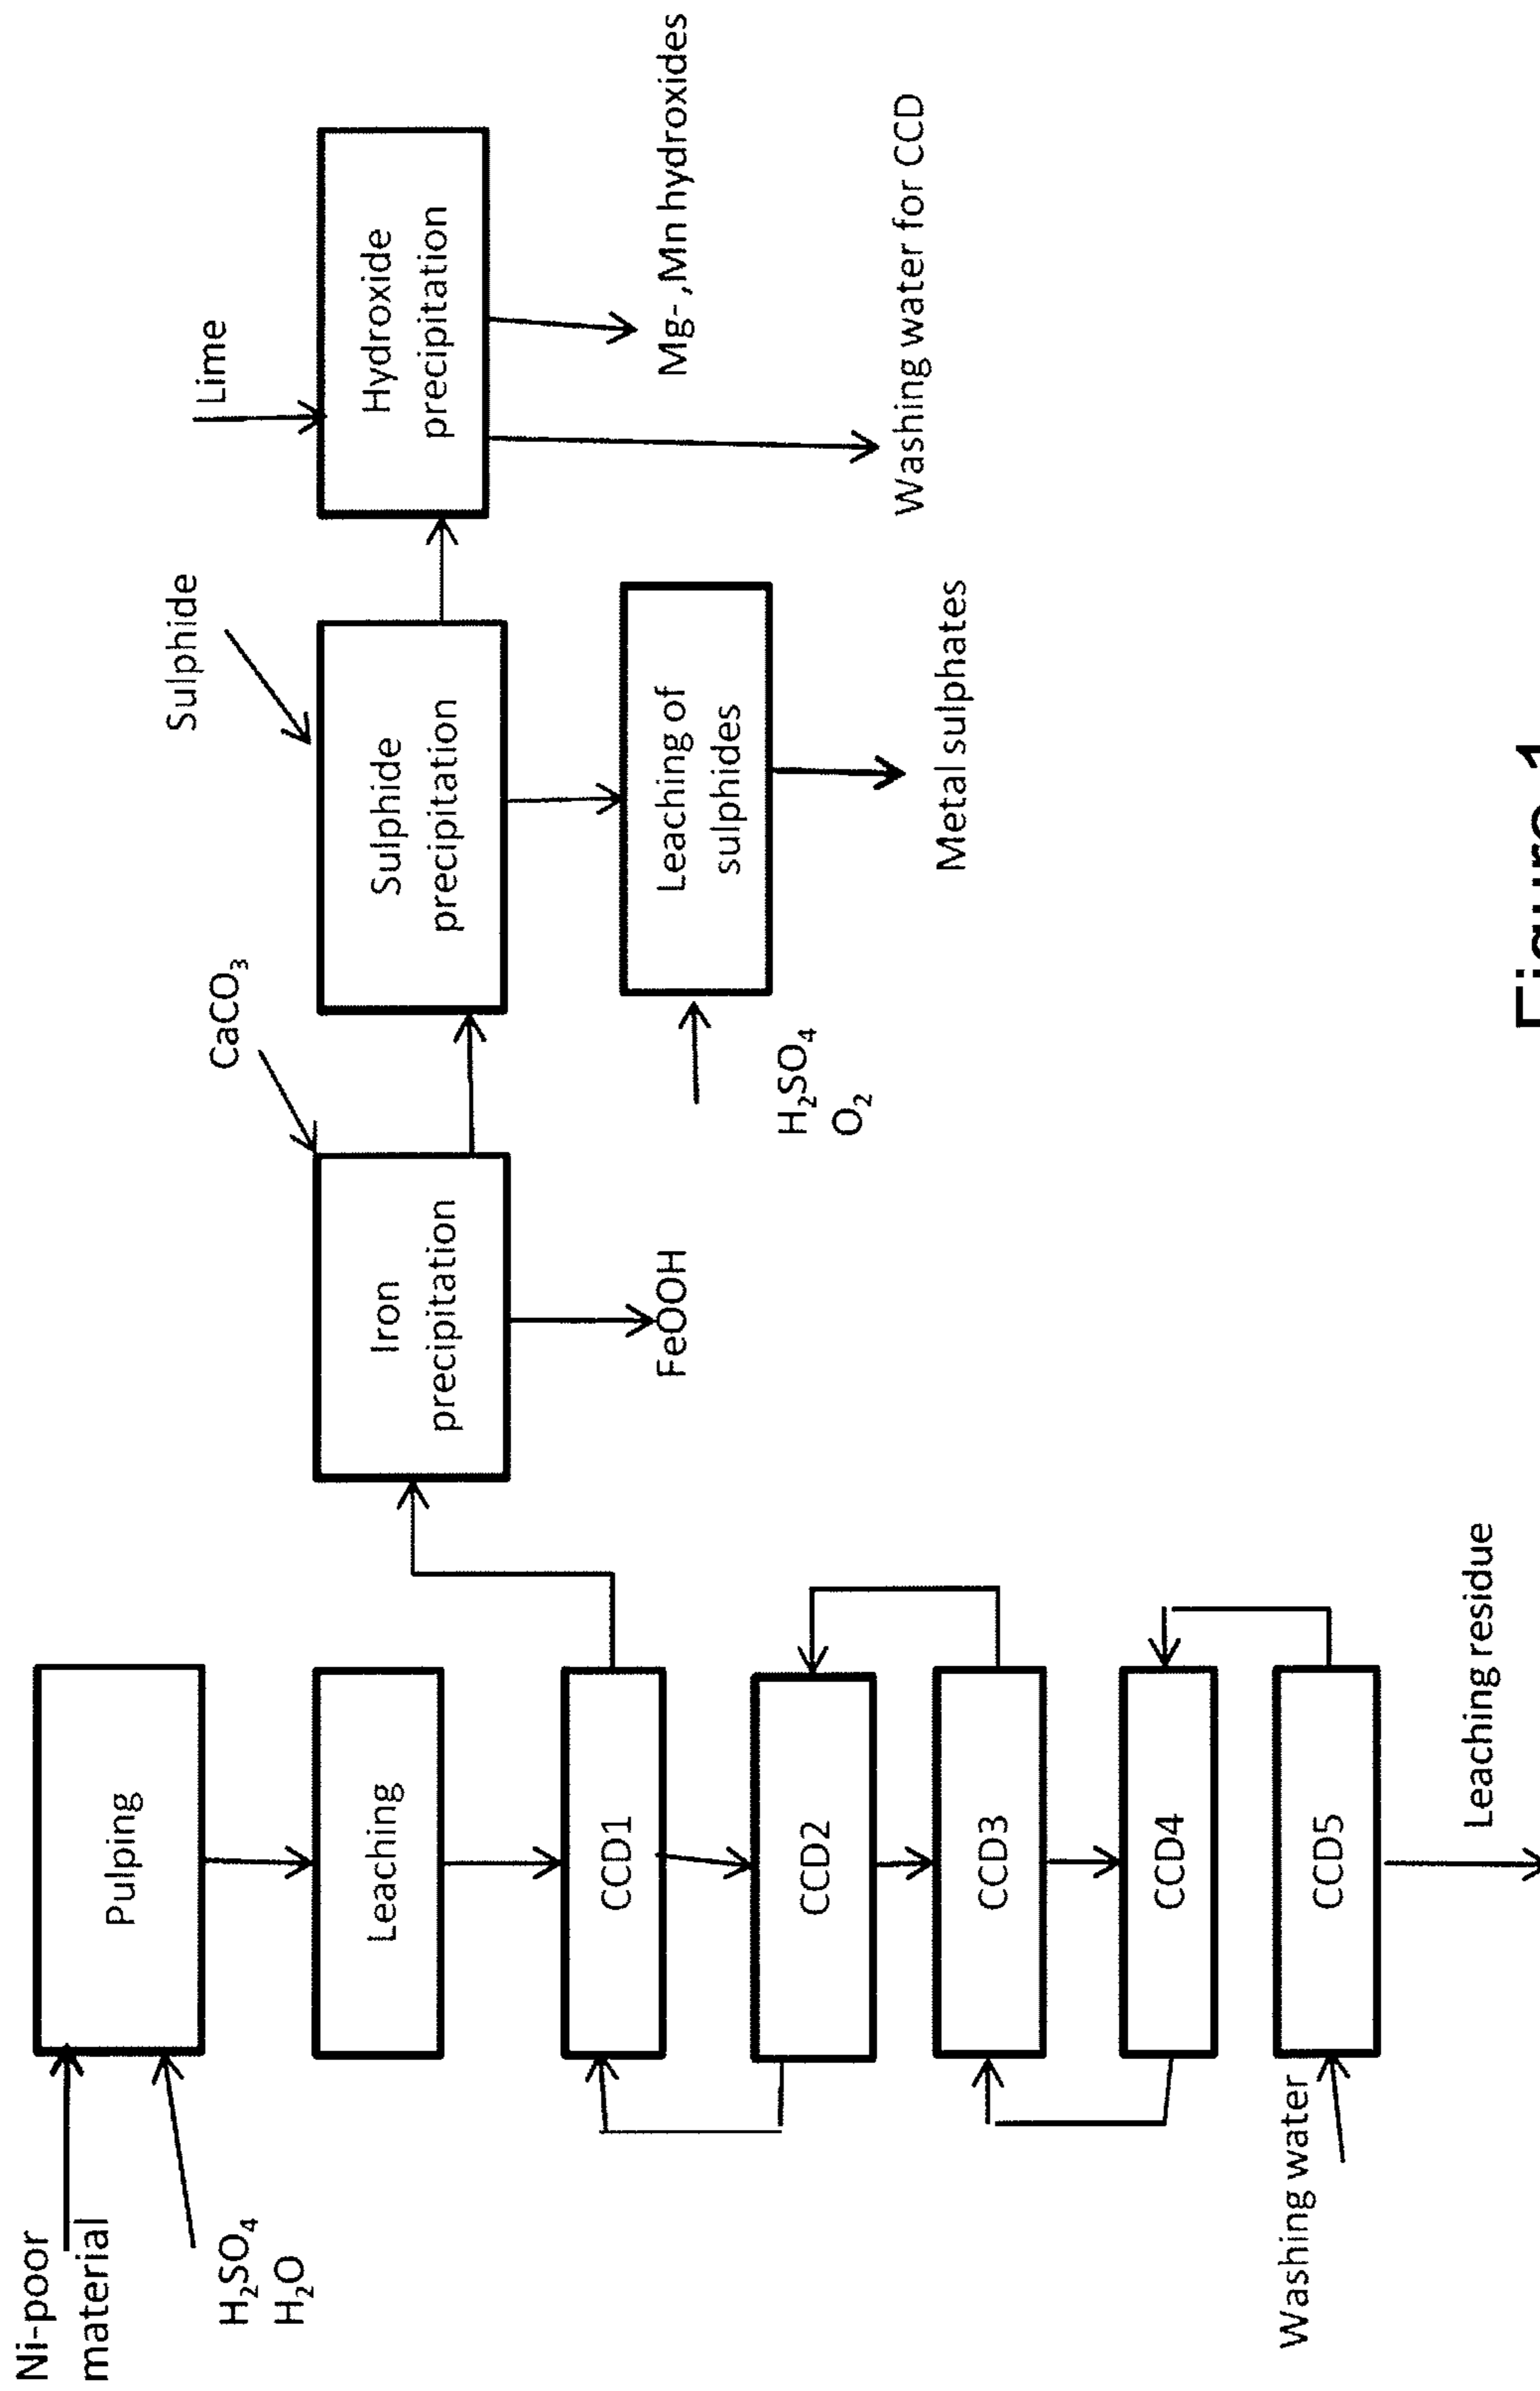 Ni-poor
material
H₂SO₄
H₂O
Pulping
Leaching
CCD1
CCD2
CCD3
CCD4
CCD5
Washing water
Leaching residue
Iron
precipitation
CaCO₃
FeOOH
Sulphide
precipitation
Sulphide
Leaching of
sulphides
H₂SO₄
O₂
Metal sulphates
Hydroxide
precipitation
Lime
Mg- ,Mn hydroxides
Washing water for CCD
Figure 1